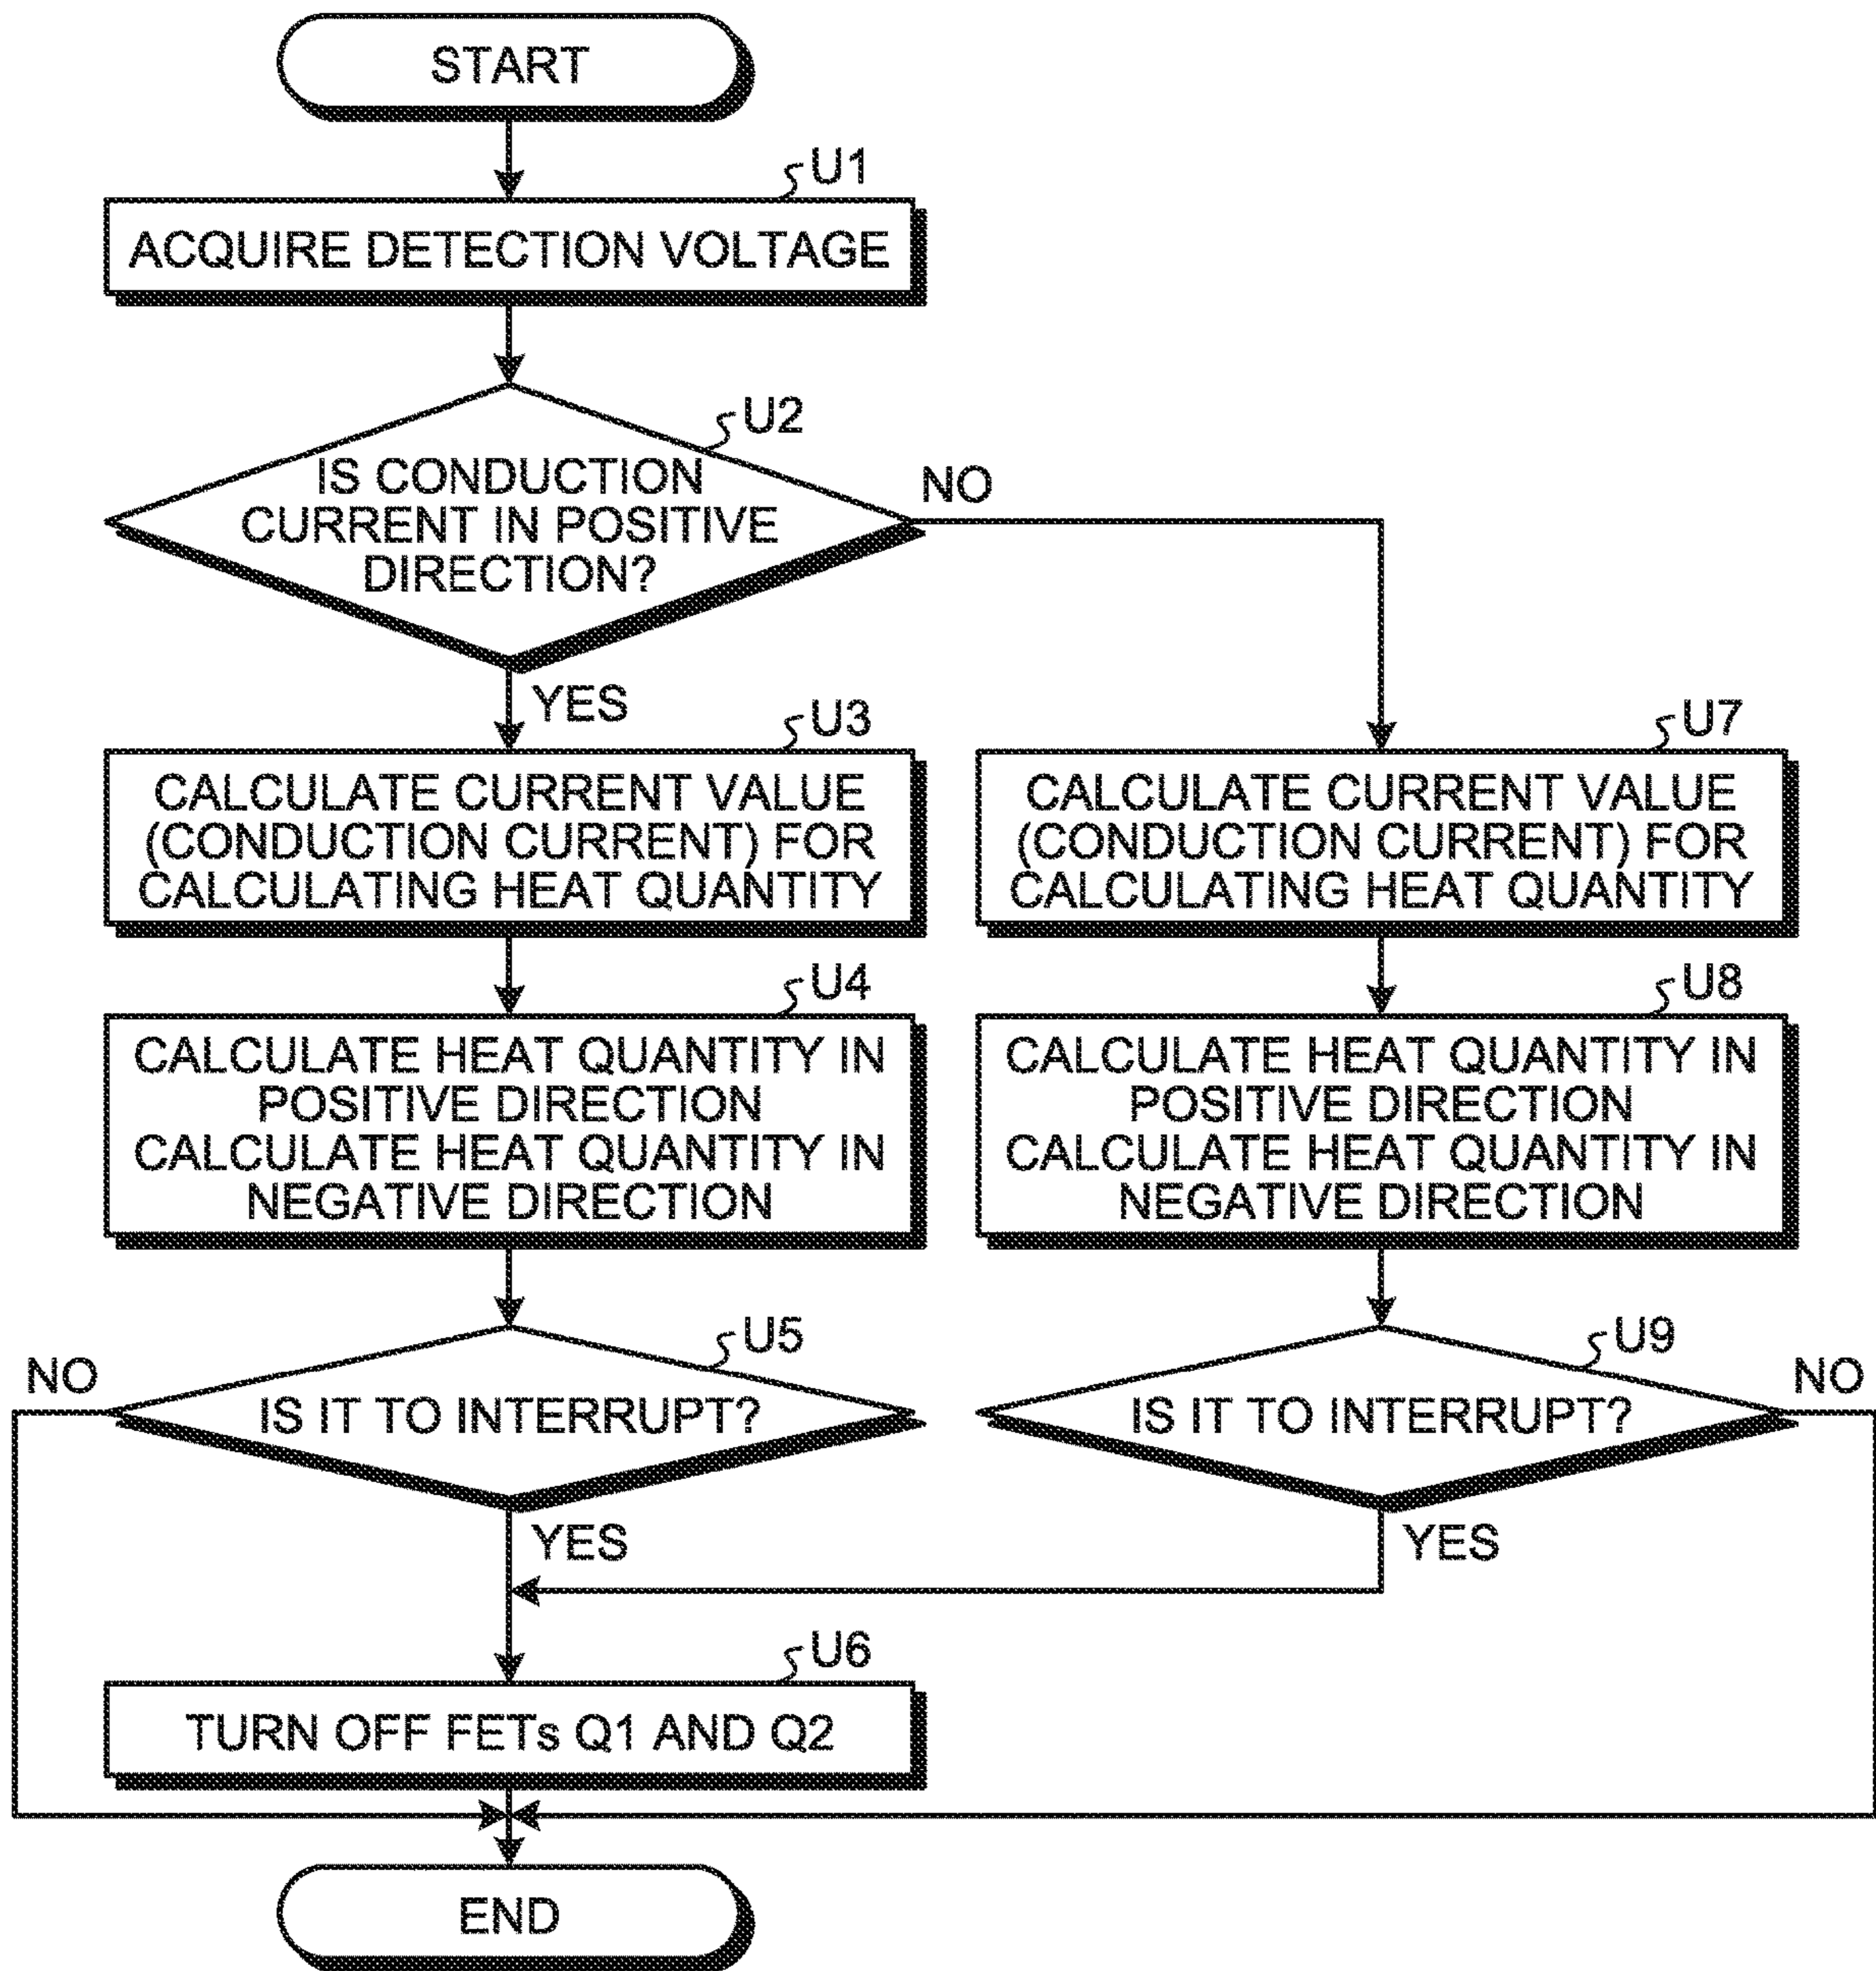 START
U1
ACQUIRE DETECTION VOLTAGE
U2
IS CONDUCTION
CURRENT IN POSITIVE
DIRECTION?
NO
YES
U3
CALCULATE CURRENT VALUE
(CONDUCTION CURRENT) FOR
CALCULATING HEAT QUANTITY
U7
CALCULATE CURRENT VALUE
(CONDUCTION CURRENT) FOR
CALCULATING HEAT QUANTITY
U4
CALCULATE HEAT QUANTITY IN
POSITIVE DIRECTION
CALCULATE HEAT QUANTITY IN
NEGATIVE DIRECTION
U8
CALCULATE HEAT QUANTITY IN
POSITIVE DIRECTION
CALCULATE HEAT QUANTITY IN
NEGATIVE DIRECTION
U5
NO
IS IT TO INTERRUPT?
YES
U9
NO
IS IT TO INTERRUPT?
YES
U6
TURN OFF FETs Q1 AND Q2
END